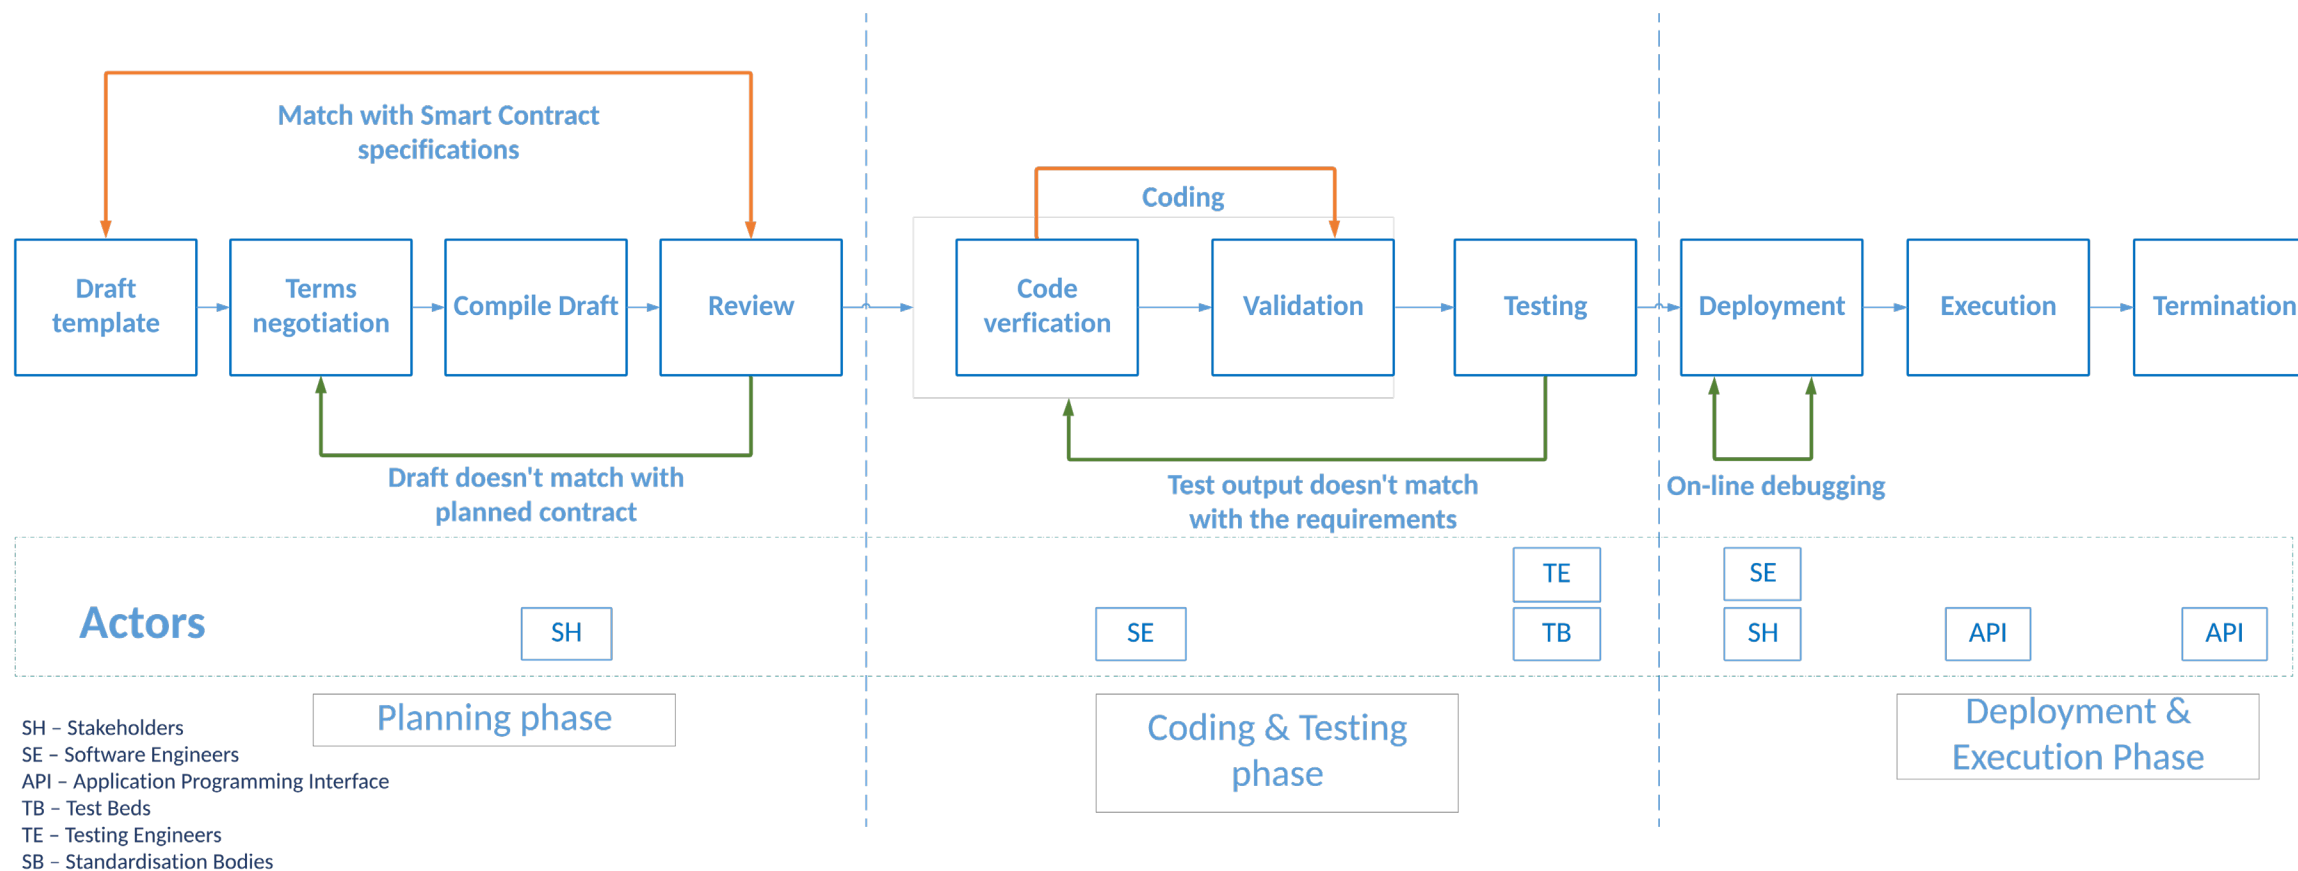 Match with Smart Contract
specifications
Coding
Draft
template
Terms
negotiation
Compile Draft
Review
Code
verfication
Validation
Testing
Deployment
Execution
Termination
Draft doesn't match with
planned contract
Test output doesn't match
with the requirements
On-line debugging
Actors
SH
SE
TE
TB
SE
SH
API
API
Planning phase
Coding & Testing
phase
Deployment &
Execution Phase
SH – Stakeholders
SE – Software Engineers
API – Application Programming Interface
TB – Test Beds
TE – Testing Engineers
SB – Standardisation Bodies